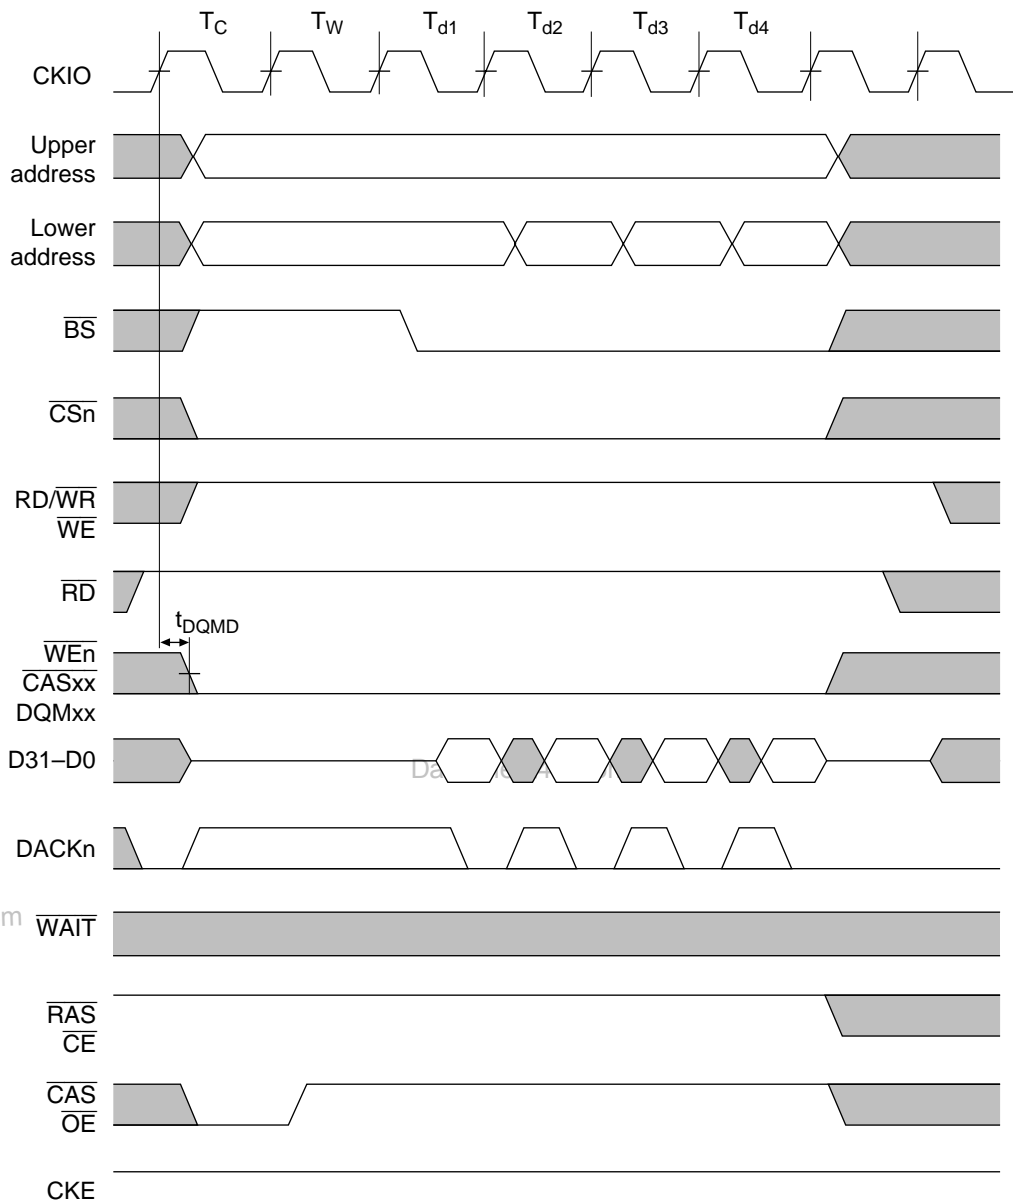 T_C T_W T_d1 T_d2 T_d3 T_d4
CKIO
Upper
address
Lower
address
BS
CSn
RD/WR
WE
RD
t_DQMD
WEn
CASxx
DQMxx
D31–D0
DACKn
m
WAIT
RAS
CE
CAS
OE
CKE